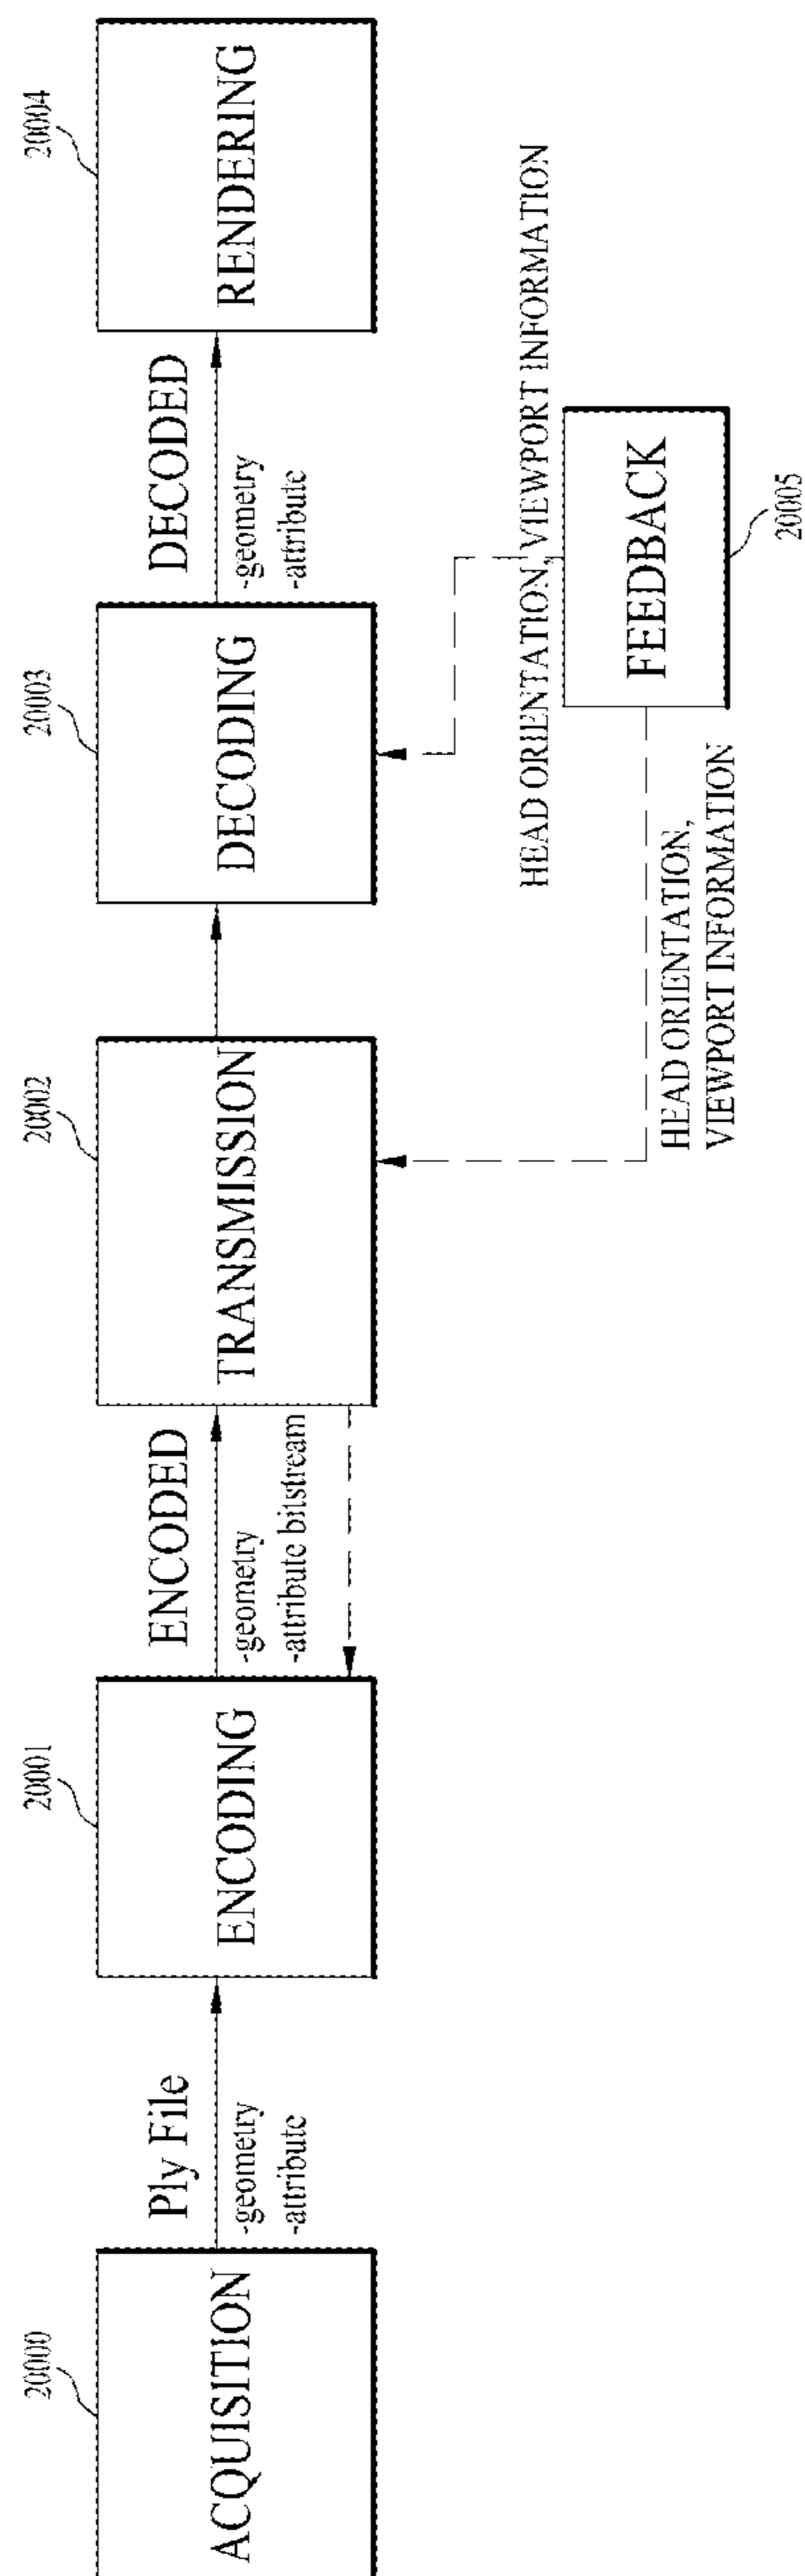 20000
ACQUISITION
Ply File
-geometry
-attribute
20001
ENCODING
ENCODED
-geometry
-attribute bitstream
20002
TRANSMISSION
20003
DECODING
DECODED
-geometry
-attribute
20004
RENDERING
HEAD ORIENTATION, VIEWPORT INFORMATION
FEEDBACK
20005
HEAD ORIENTATION,
VIEWPORT INFORMATION